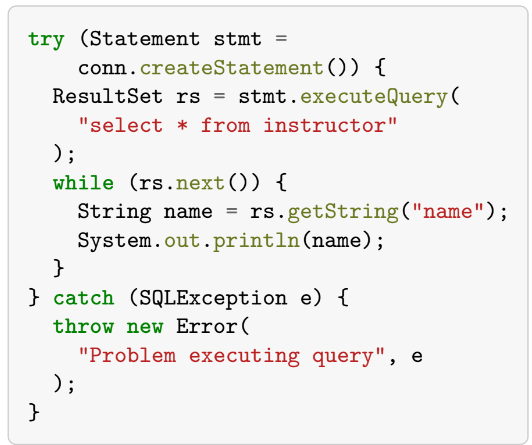 try (Statement stmt =
    conn.createStatement()) {
  ResultSet rs = stmt.executeQuery(
    "select * from instructor"
  );
  while (rs.next()) {
    String name = rs.getString("name");
    System.out.println(name);
  }
} catch (SQLException e) {
  throw new Error(
    "Problem executing query", e
  );
}